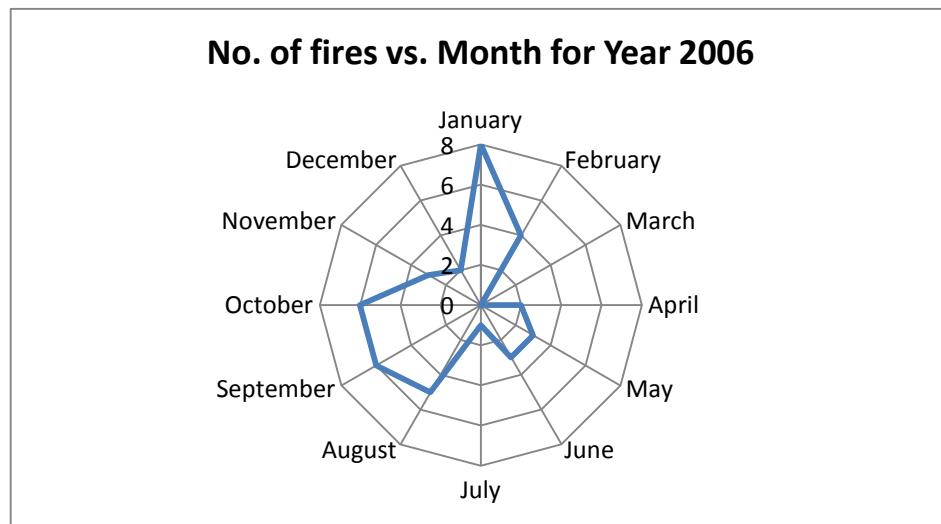 No. of fires vs. Month for Year 2006
January
8
December
February
6
November
March
4
2
October
0
April
September
May
August
June
July